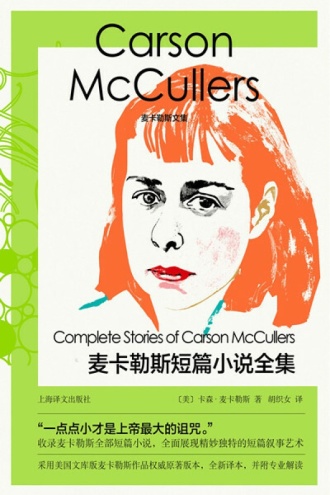 Carson
McCullers
麦卡勒斯文集
Complete Stories of Carson McCullers
麦卡勒斯短篇小说全集
上海译文出版社 〔美〕卡森·麦卡勒斯 著 胡织女 译
“一点点小才是上帝最大的诅咒。”
收录麦卡勒斯全部短篇小说，全面展现精妙独特的短篇叙事艺术
采用美国文库版麦卡勒斯作品权威原著版本，全新译本，并附专业解读